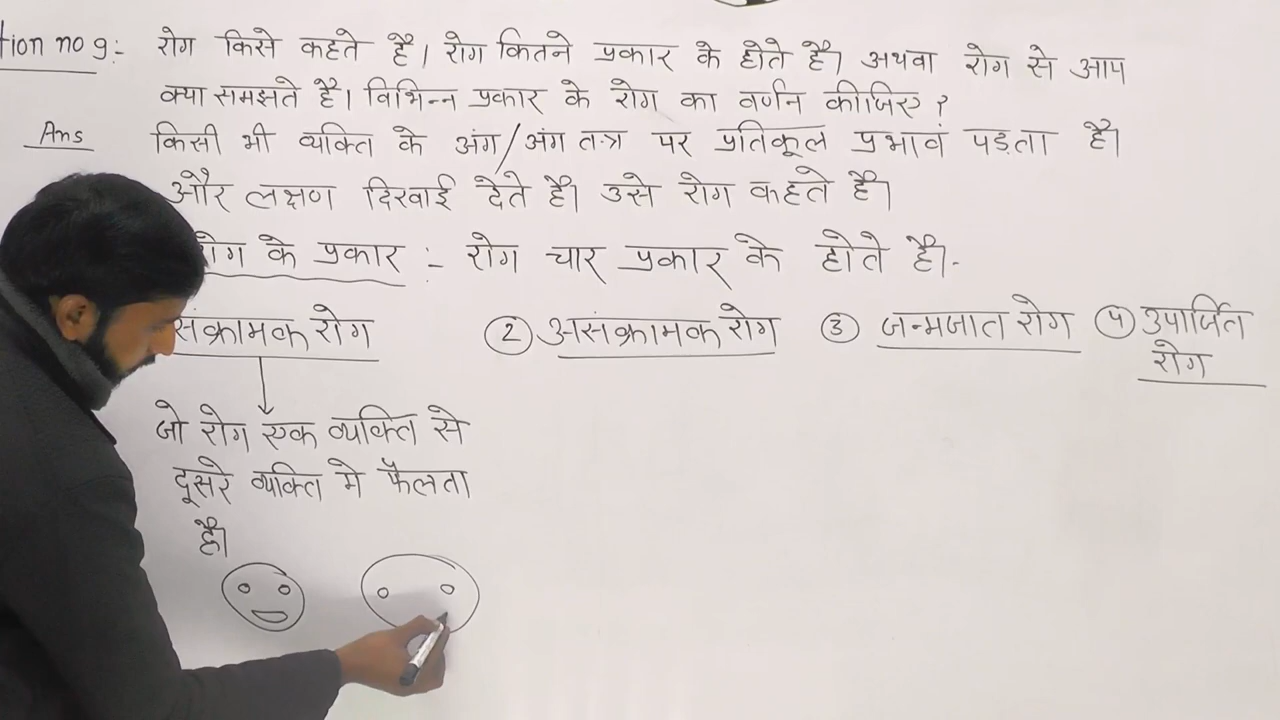 tion no 9:- रोग किसे कहते है। रोग कितने प्रकार के होते है। अथवा रोग से आप
क्या समझते है। विभिन्न प्रकार के रोग का वर्णन कीजिए ?
Ans किसी भी व्यक्ति के अंग/अंग तन्त्र पर प्रतिकूल प्रभाव पड़ता है।
और लक्षण दिखाई देते है। उसे रोग कहते है।
रोग के प्रकार :- रोग चार प्रकार के होते है।-
संक्रामक रोग ② असंक्रामक रोग ③ जन्मजात रोग ④ उपार्जित
रोग
जो रोग एक व्यक्ति से
दूसरे व्यक्ति मे फैलता
है।